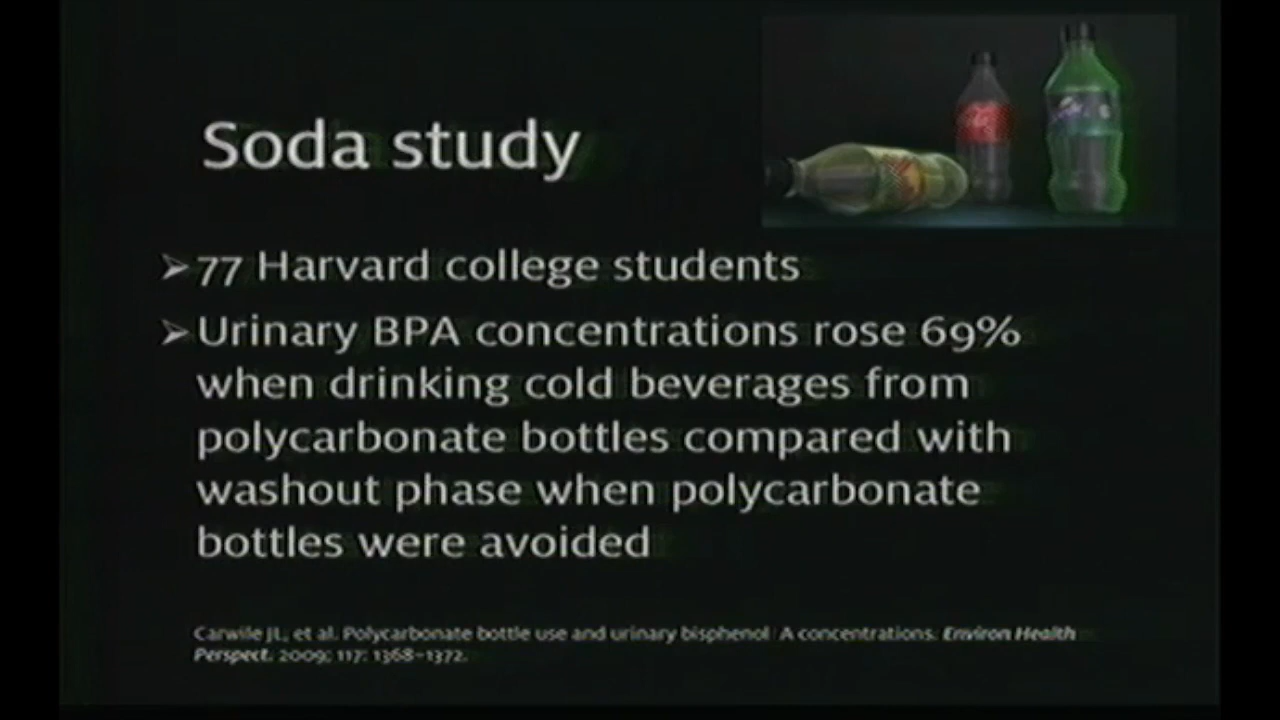 Soda study
➢77 Harvard college students
➢Urinary BPA concentrations rose 69%
when drinking cold beverages from
polycarbonate bottles compared with
washout phase when polycarbonate
bottles were avoided
Carwile JL, et al. Polycarbonate bottle use and urinary bisphenol A concentrations. Environ Health
Perspect. 2009; 117: 1368–1372.